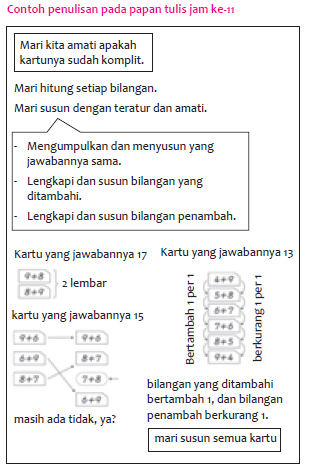 Contoh penulisan pada papan tulis jam ke-11
Mari kita amati apakah
kartunya sudah komplit.
Mari hitung setiap bilangan.
Mari susun dengan teratur dan amati.
- Mengumpulkan dan menyusun yang
jawabannya sama.
- Lengkapi dan susun bilangan yang
ditambahi.
- Lengkapi dan susun bilangan penambah.
Kartu yang jawabannya 17
9+8
8+9
2 lembar
kartu yang jawabannya 15
9+6 9+6
6+9 8+7
8+7 7+8
6+9
masih ada tidak, ya?
Kartu yang jawabannya 13
Bertambah 1 per 1
4+9
5+8
6+7
7+6
8+5
9+4
berkurang 1 per 1
bilangan yang ditambahi
bertambah 1, dan bilangan
penambah berkurang 1.
mari susun semua kartu